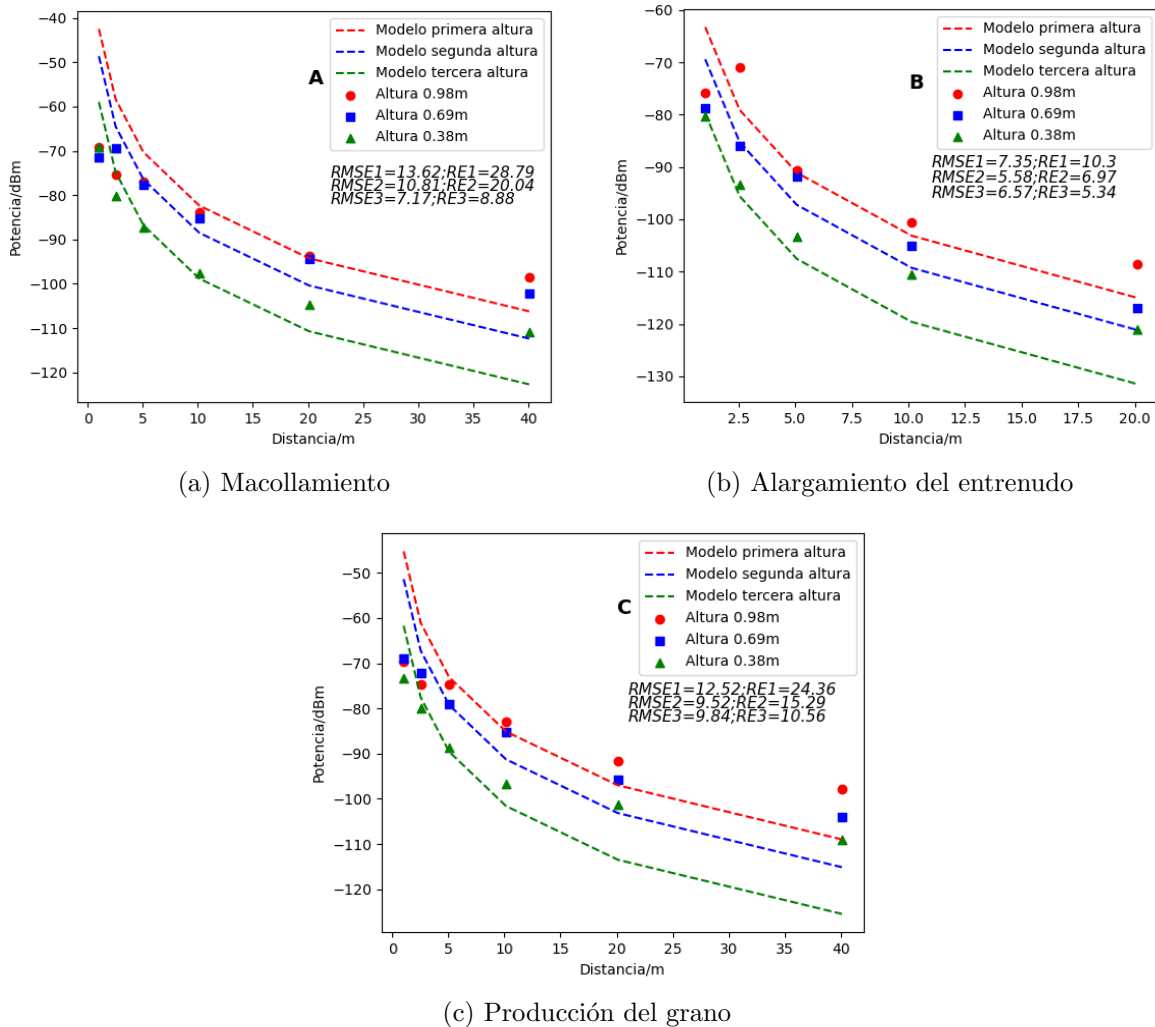 −40
−50
−60
−70
−80
−90
−100
−110
−120
Potencia/dBm
0
5
10
15
20
25
30
35
40
Distancia/m
A
Modelo primera altura
Modelo segunda altura
Modelo tercera altura
Altura 0.98m
Altura 0.69m
Altura 0.38m
RMSE1=13.62;RE1=28.79
RMSE2=10.81;RE2=20.04
RMSE3=7.17;RE3=8.88
(a) Macollamiento
−60
−70
−80
−90
−100
−110
−120
−130
Potencia/dBm
2.5
5.0
7.5
10.0
12.5
15.0
17.5
20.0
Distancia/m
B
Modelo primera altura
Modelo segunda altura
Modelo tercera altura
Altura 0.98m
Altura 0.69m
Altura 0.38m
RMSE1=7.35;RE1=10.3
RMSE2=5.58;RE2=6.97
RMSE3=6.57;RE3=5.34
(b) Alargamiento del entrenudo
−50
−60
−70
−80
−90
−100
−110
−120
Potencia/dBm
0
5
10
15
20
25
30
35
40
Distancia/m
C
Modelo primera altura
Modelo segunda altura
Modelo tercera altura
Altura 0.98m
Altura 0.69m
Altura 0.38m
RMSE1=12.52;RE1=24.36
RMSE2=9.52;RE2=15.29
RMSE3=9.84;RE3=10.56
(c) Producción del grano